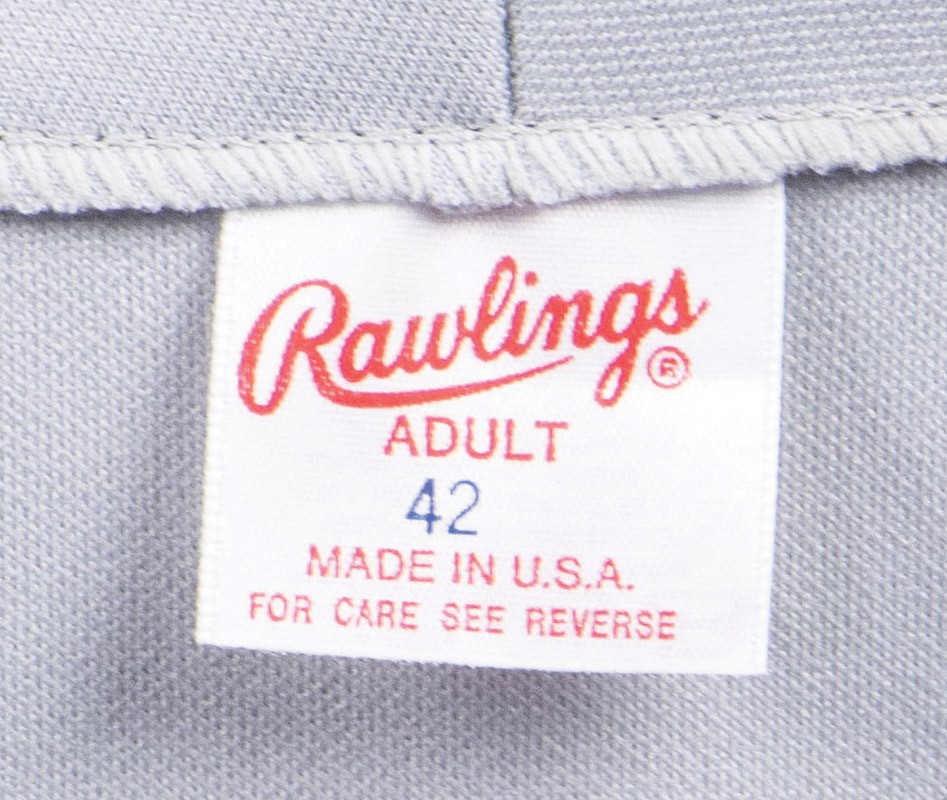 Rawlings®
ADULT
42
MADE IN U.S.A.
FOR CARE SEE REVERSE